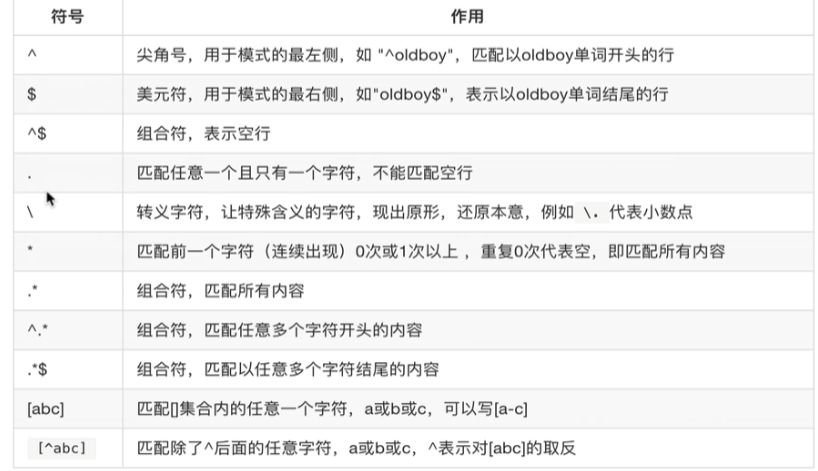 符号 作用
^ 尖角号，用于模式的最左侧，如 "^oldboy"，匹配以oldboy单词开头的行
$ 美元符，用于模式的最右侧，如"oldboy$"，表示以oldboy单词结尾的行
^$ 组合符，表示空行
. 匹配任意一个且只有一个字符，不能匹配空行
\ 转义字符，让特殊含义的字符，现出原形，还原本意，例如 \. 代表小数点
* 匹配前一个字符（连续出现）0次或1次以上 ，重复0次代表空，即匹配所有内容
.* 组合符，匹配所有内容
^.* 组合符，匹配任意多个字符开头的内容
.*$ 组合符，匹配以任意多个字符结尾的内容
[abc] 匹配[]集合内的任意一个字符，a或b或c，可以写[a-c]
[^abc] 匹配除了^后面的任意字符，a或b或c，^表示对[abc]的取反